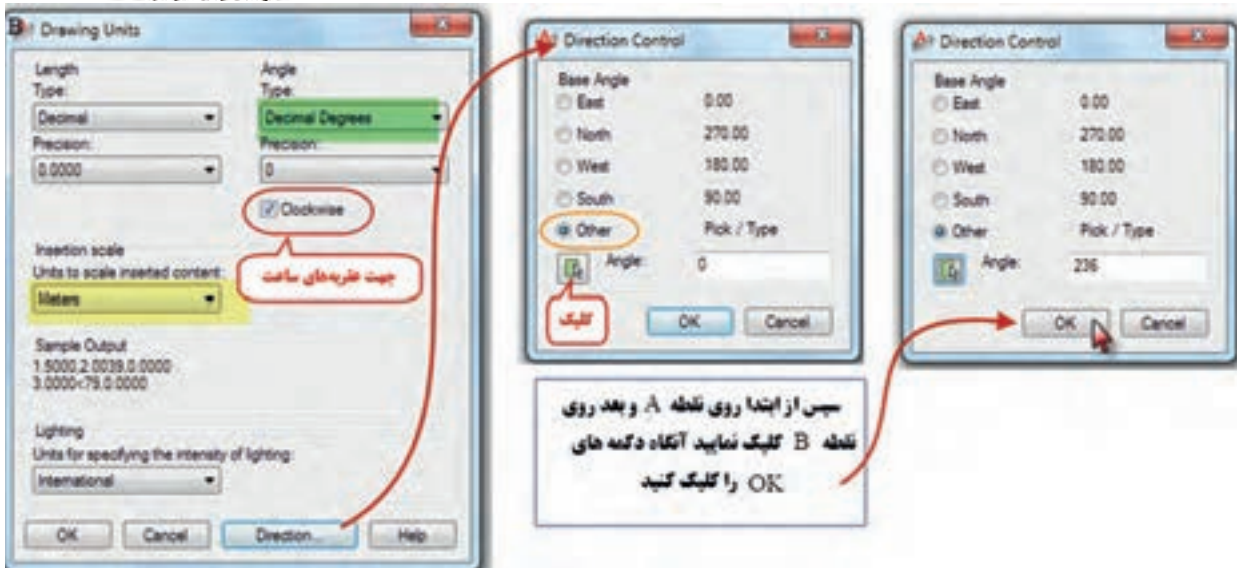 B
Drawing Units
Length
Type:
Decimal
Precision:
0.0000
Angle
Type:
Decimal Degrees
Precision:
0
Clockwise
جهت عقربه‌های ساعت
Insertion scale
Units to scale inserted content:
Meters
Sample Output
1.5000,2.0039,0.0000
3.0000<79,0.0000
Lighting
Units for specifying the intensity of lighting:
International
OK Cancel Direction... Help
Direction Control
Base Angle
East 0.00
North 270.00
West 180.00
South 90.00
Other Pick / Type
Angle: 0
کلیک
OK Cancel
سپس از ابتدا روی نقطه A و بعد روی
نقطه B کلیک نمایید آنگاه دکمه های
OK را کلیک کنید
Direction Control
Base Angle
East 0.00
North 270.00
West 180.00
South 90.00
Other Pick / Type
Angle: 236
OK Cancel